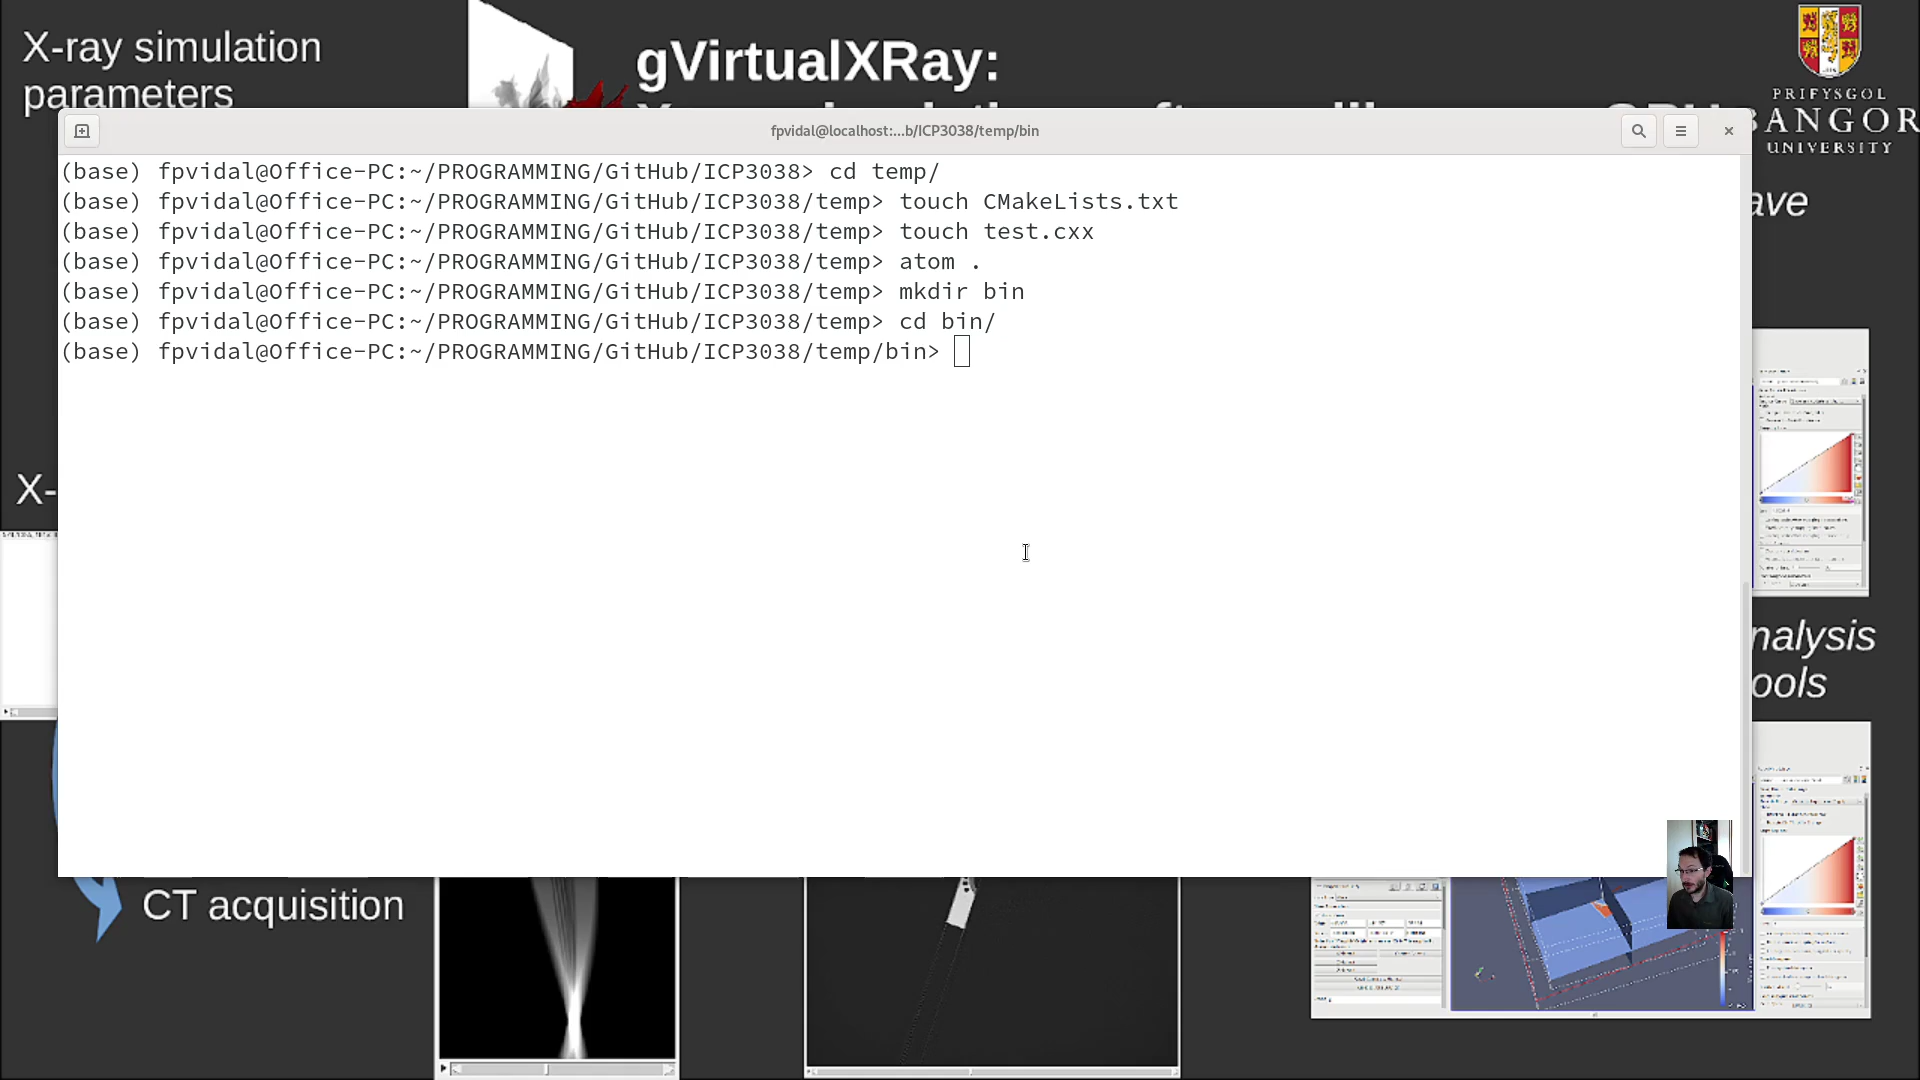 X-ray simulation
parameters
gVirtualXRay:
PRIFYSGOL
BANGOR
UNIVERSITY
fpvidal@localhost:...b/ICP3038/temp/bin
(base) fpvidal@Office-PC:~/PROGRAMMING/GitHub/ICP3038> cd temp/
(base) fpvidal@Office-PC:~/PROGRAMMING/GitHub/ICP3038/temp> touch CMakeLists.txt
(base) fpvidal@Office-PC:~/PROGRAMMING/GitHub/ICP3038/temp> touch test.cxx
(base) fpvidal@Office-PC:~/PROGRAMMING/GitHub/ICP3038/temp> atom .
(base) fpvidal@Office-PC:~/PROGRAMMING/GitHub/ICP3038/temp> mkdir bin
(base) fpvidal@Office-PC:~/PROGRAMMING/GitHub/ICP3038/temp> cd bin/
(base) fpvidal@Office-PC:~/PROGRAMMING/GitHub/ICP3038/temp/bin>
ave
X-
nalysis
ools
CT acquisition